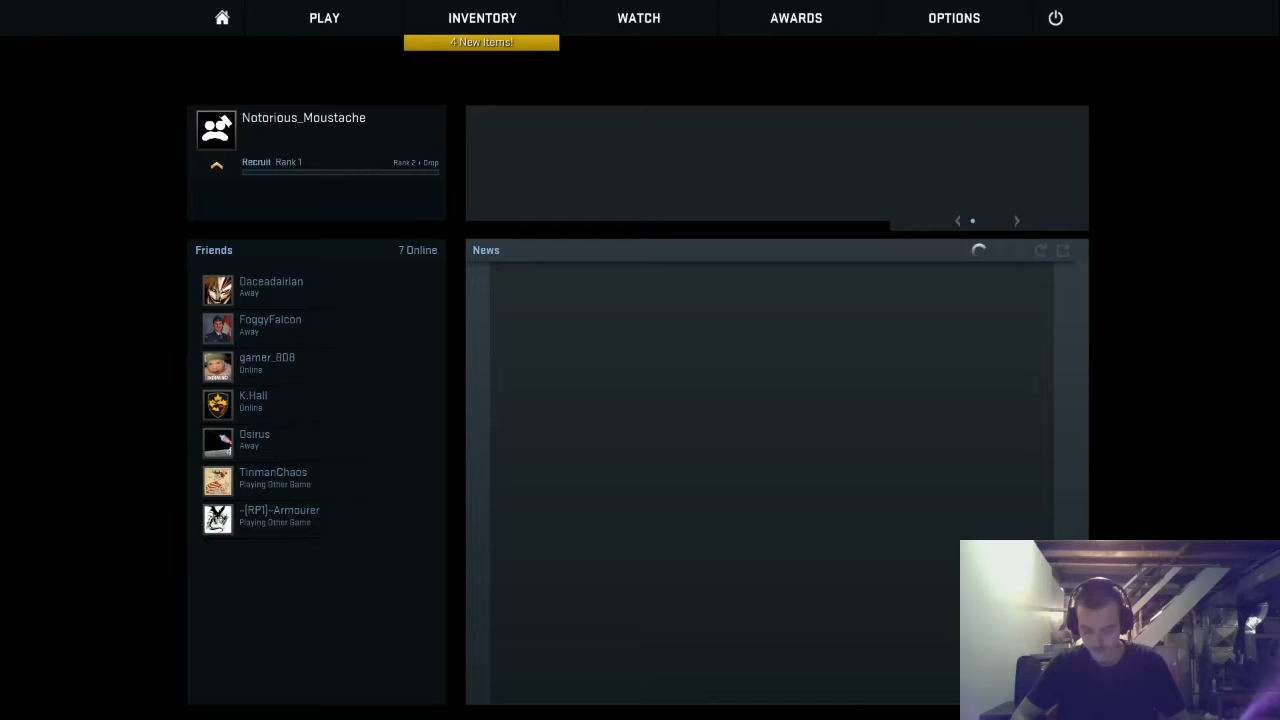 PLAY
INVENTORY
WATCH
AWARDS
OPTIONS
4 New Items!
Notorious_Moustache
Recruit Rank 1
Rank 2 + Drop
Friends
7 Online
News
Daceadairian
Away
FoggyFalcon
Away
gamer_808
Online
K.Hall
Online
Osirus
Away
TinmanChaos
Playing Other Game
~[RP1]~Armourer
Playing Other Game